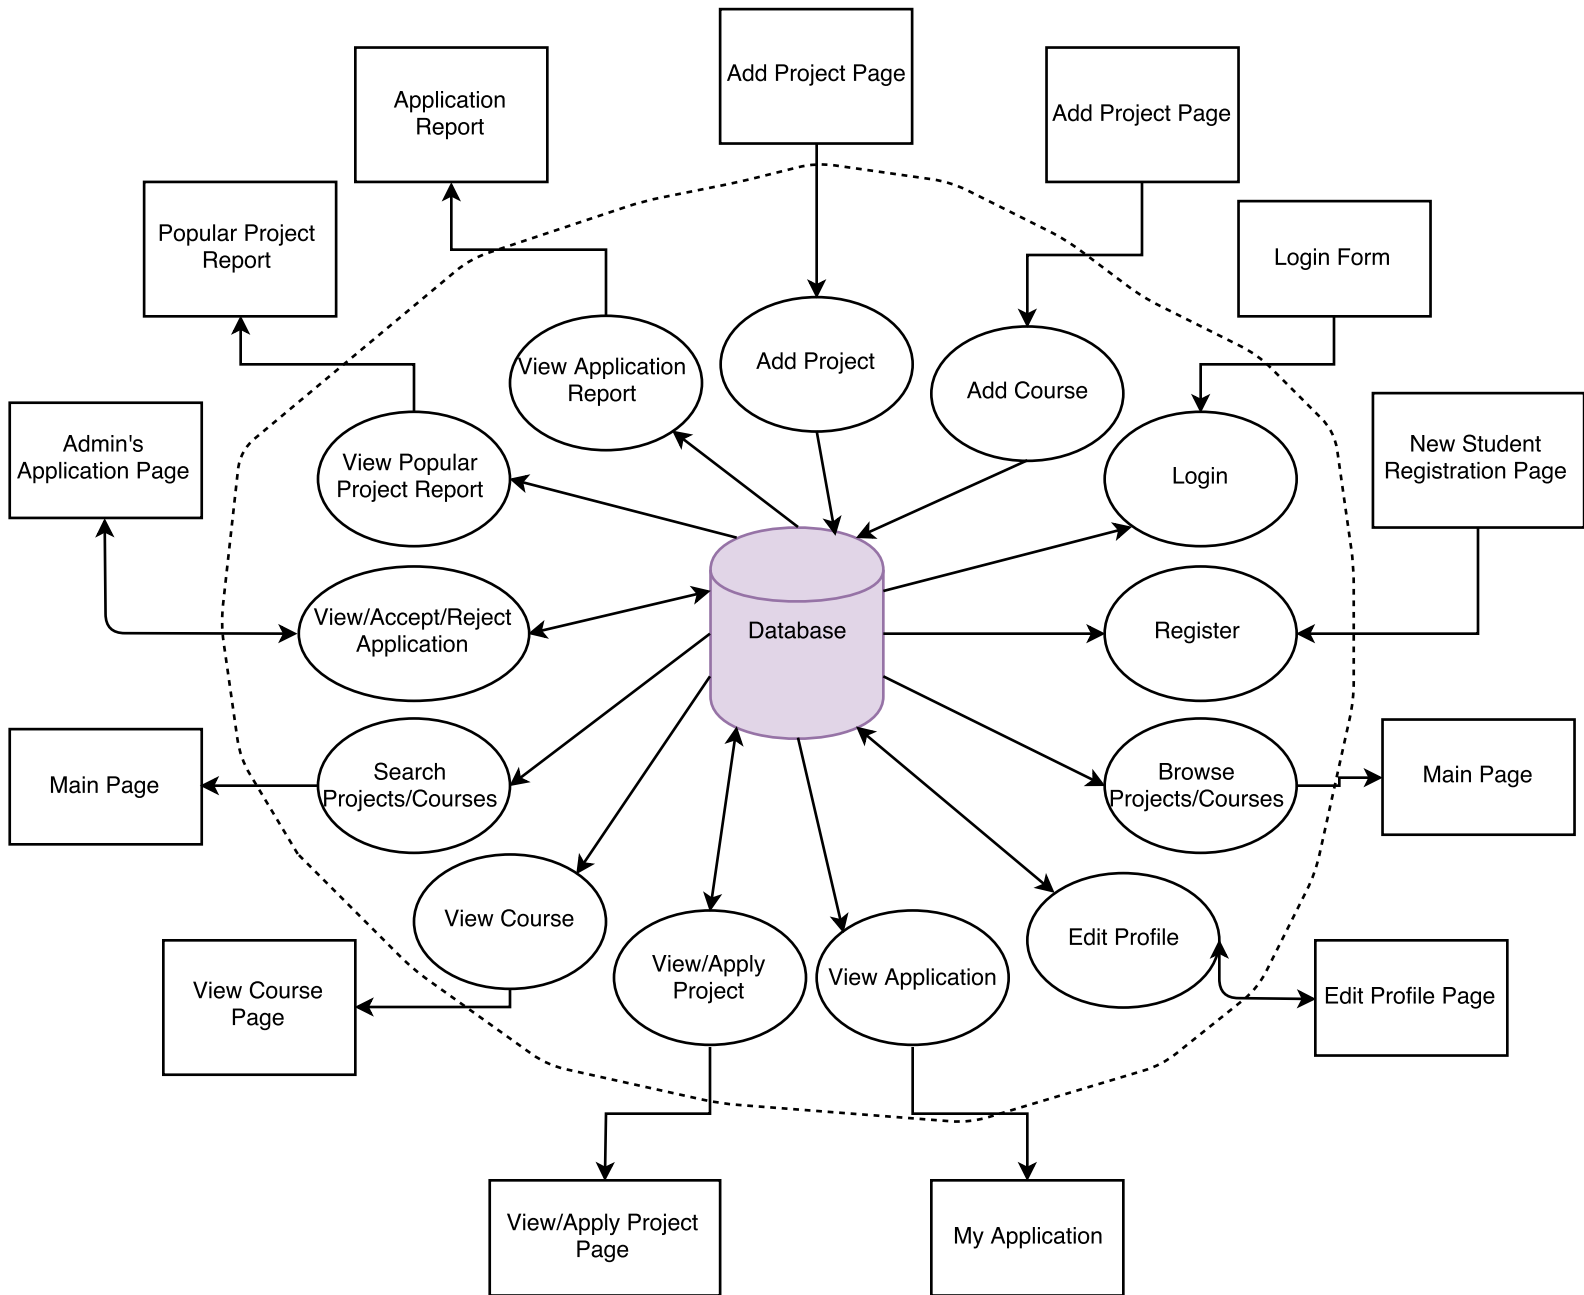 Add Project Page
Application
Report
Add Project Page
Popular Project
Report
Login Form
View Application
Report
Add Project
Add Course
Admin's
Application Page
View Popular
Project Report
Login
New Student
Registration Page
View/Accept/Reject
Application
Database
Register
Main Page
Search
Projects/Courses
Browse
Projects/Courses
Main Page
View Course
Edit Profile
View/Apply
Project
View Application
View Course
Page
Edit Profile Page
View/Apply Project
Page
My Application